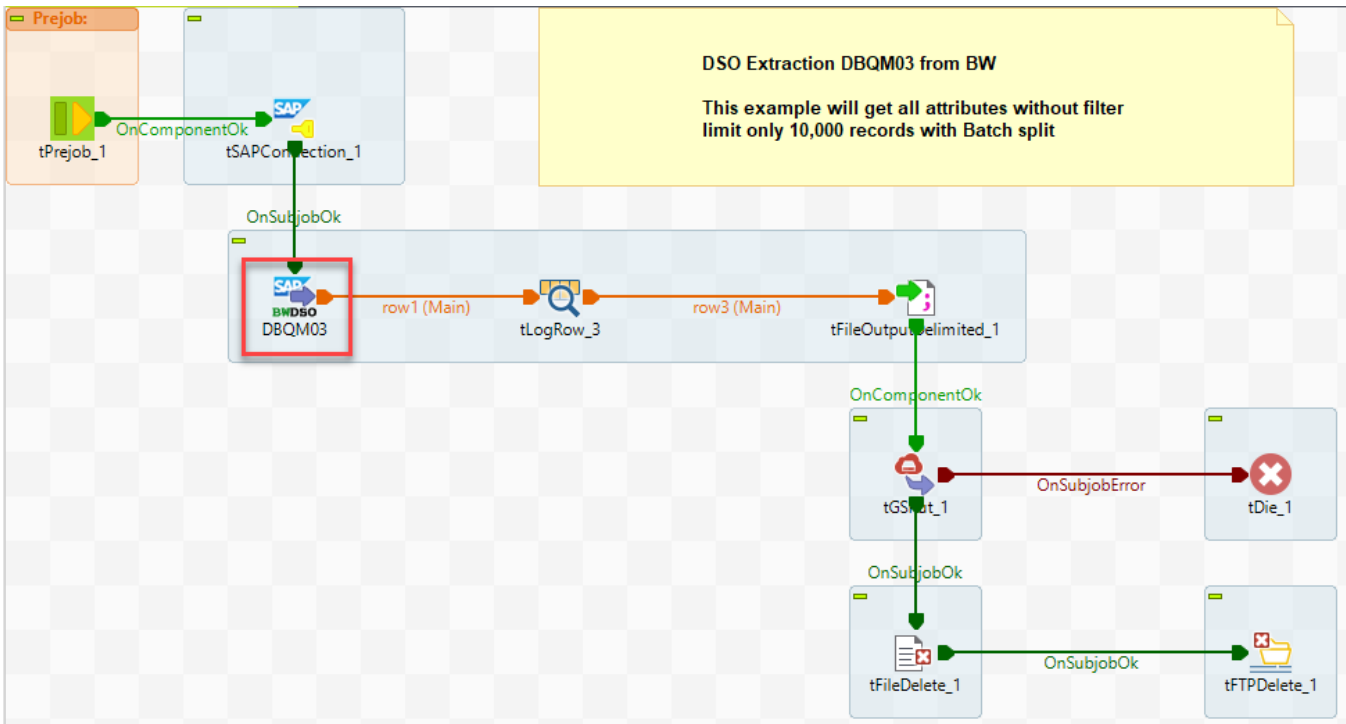 Prejob:
DSO Extraction DBQM03 from BW
This example will get all attributes without filter
limit only 10,000 records with Batch split
SAP
OnComponentOk
tPrejob_1
tSAPConnection_1
OnSubjobOk
SAP
BWDSO
DBQM03
row1 (Main)
tLogRow_3
row3 (Main)
tFileOutputDelimited_1
OnComponentOk
tGSPut_1
OnSubjobError
tDie_1
OnSubjobOk
tFileDelete_1
OnSubjobOk
tFTPDelete_1